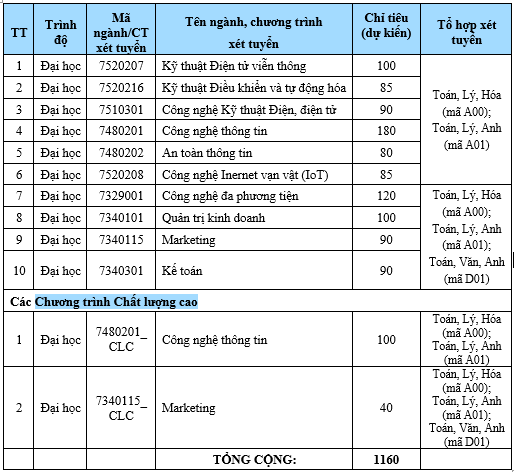 TT Trình độ Mã ngành/CT xét tuyển Tên ngành, chương trình xét tuyển Chỉ tiêu (dự kiến) Tổ hợp xét tuyển
1 Đại học 7520207 Kỹ thuật Điện tử viễn thông 100
2 Đại học 7520216 Kỹ thuật Điều khiển và tự động hóa 85
3 Đại học 7510301 Công nghệ Kỹ thuật Điện, điện tử 90
4 Đại học 7480201 Công nghệ thông tin 180
5 Đại học 7480202 An toàn thông tin 80
6 Đại học 7520208 Công nghệ Inernet vạn vật (IoT) 85
Toán, Lý, Hóa
(mã A00);
Toán, Lý, Anh
(mã A01)
7 Đại học 7329001 Công nghệ đa phương tiện 120
8 Đại học 7340101 Quản trị kinh doanh 100
9 Đại học 7340115 Marketing 90
10 Đại học 7340301 Kế toán 90
Toán, Lý, Hóa
(mã A00);
Toán, Lý, Anh
(mã A01);
Toán, Văn, Anh
(mã D01)
Các Chương trình Chất lượng cao
1 Đại học 7480201 – CLC Công nghệ thông tin 100
Toán, Lý, Hóa
(mã A00);
Toán, Lý, Anh
(mã A01)
2 Đại học 7340115 – CLC Marketing 40
Toán, Lý, Hóa
(mã A00);
Toán, Lý, Anh
(mã A01);
Toán, Văn, Anh
(mã D01)
TỔNG CỘNG: 1160